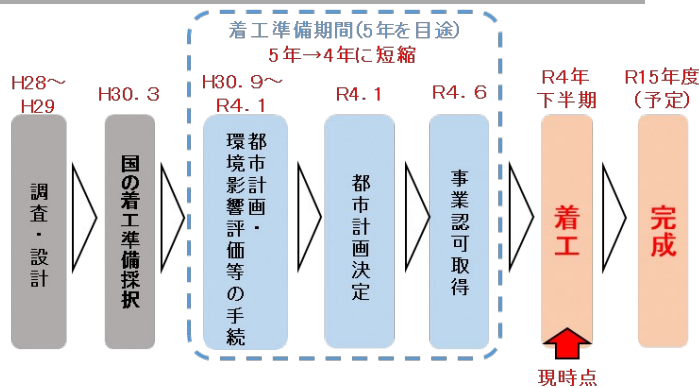 着工準備期間(5年を目途)
5年→4年に短縮
H28～
H29
H30.3
H30.9～
R4.1
R4.1
R4.6
R4年
下半期
R15年度
(予定)
調査・設計
国の着工準備採択
都市計画・
環境影響評価等の手続
都市計画決定
事業認可取得
着工
完成
現時点